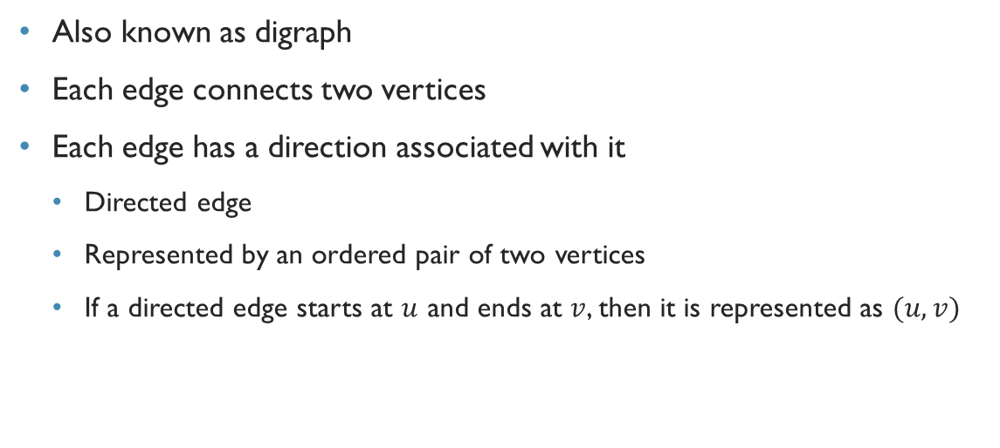 • Also known as digraph
• Each edge connects two vertices
• Each edge has a direction associated with it
• Directed edge
• Represented by an ordered pair of two vertices
• If a directed edge starts at u and ends at v, then it is represented as (u, v)